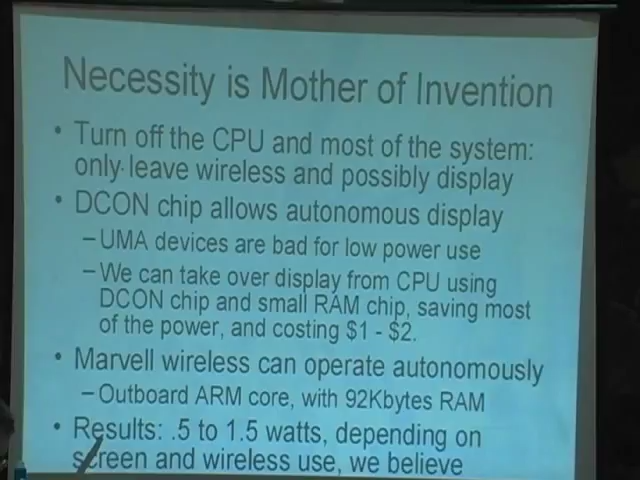 Necessity is Mother of Invention
• Turn off the CPU and most of the system:
only leave wireless and possibly display
• DCON chip allows autonomous display
– UMA devices are bad for low power use
– We can take over display from CPU using
DCON chip and small RAM chip, saving most
of the power, and costing $1 - $2.
• Marvell wireless can operate autonomously
– Outboard ARM core, with 92Kbytes RAM
• Results: .5 to 1.5 watts, depending on
screen and wireless use, we believe